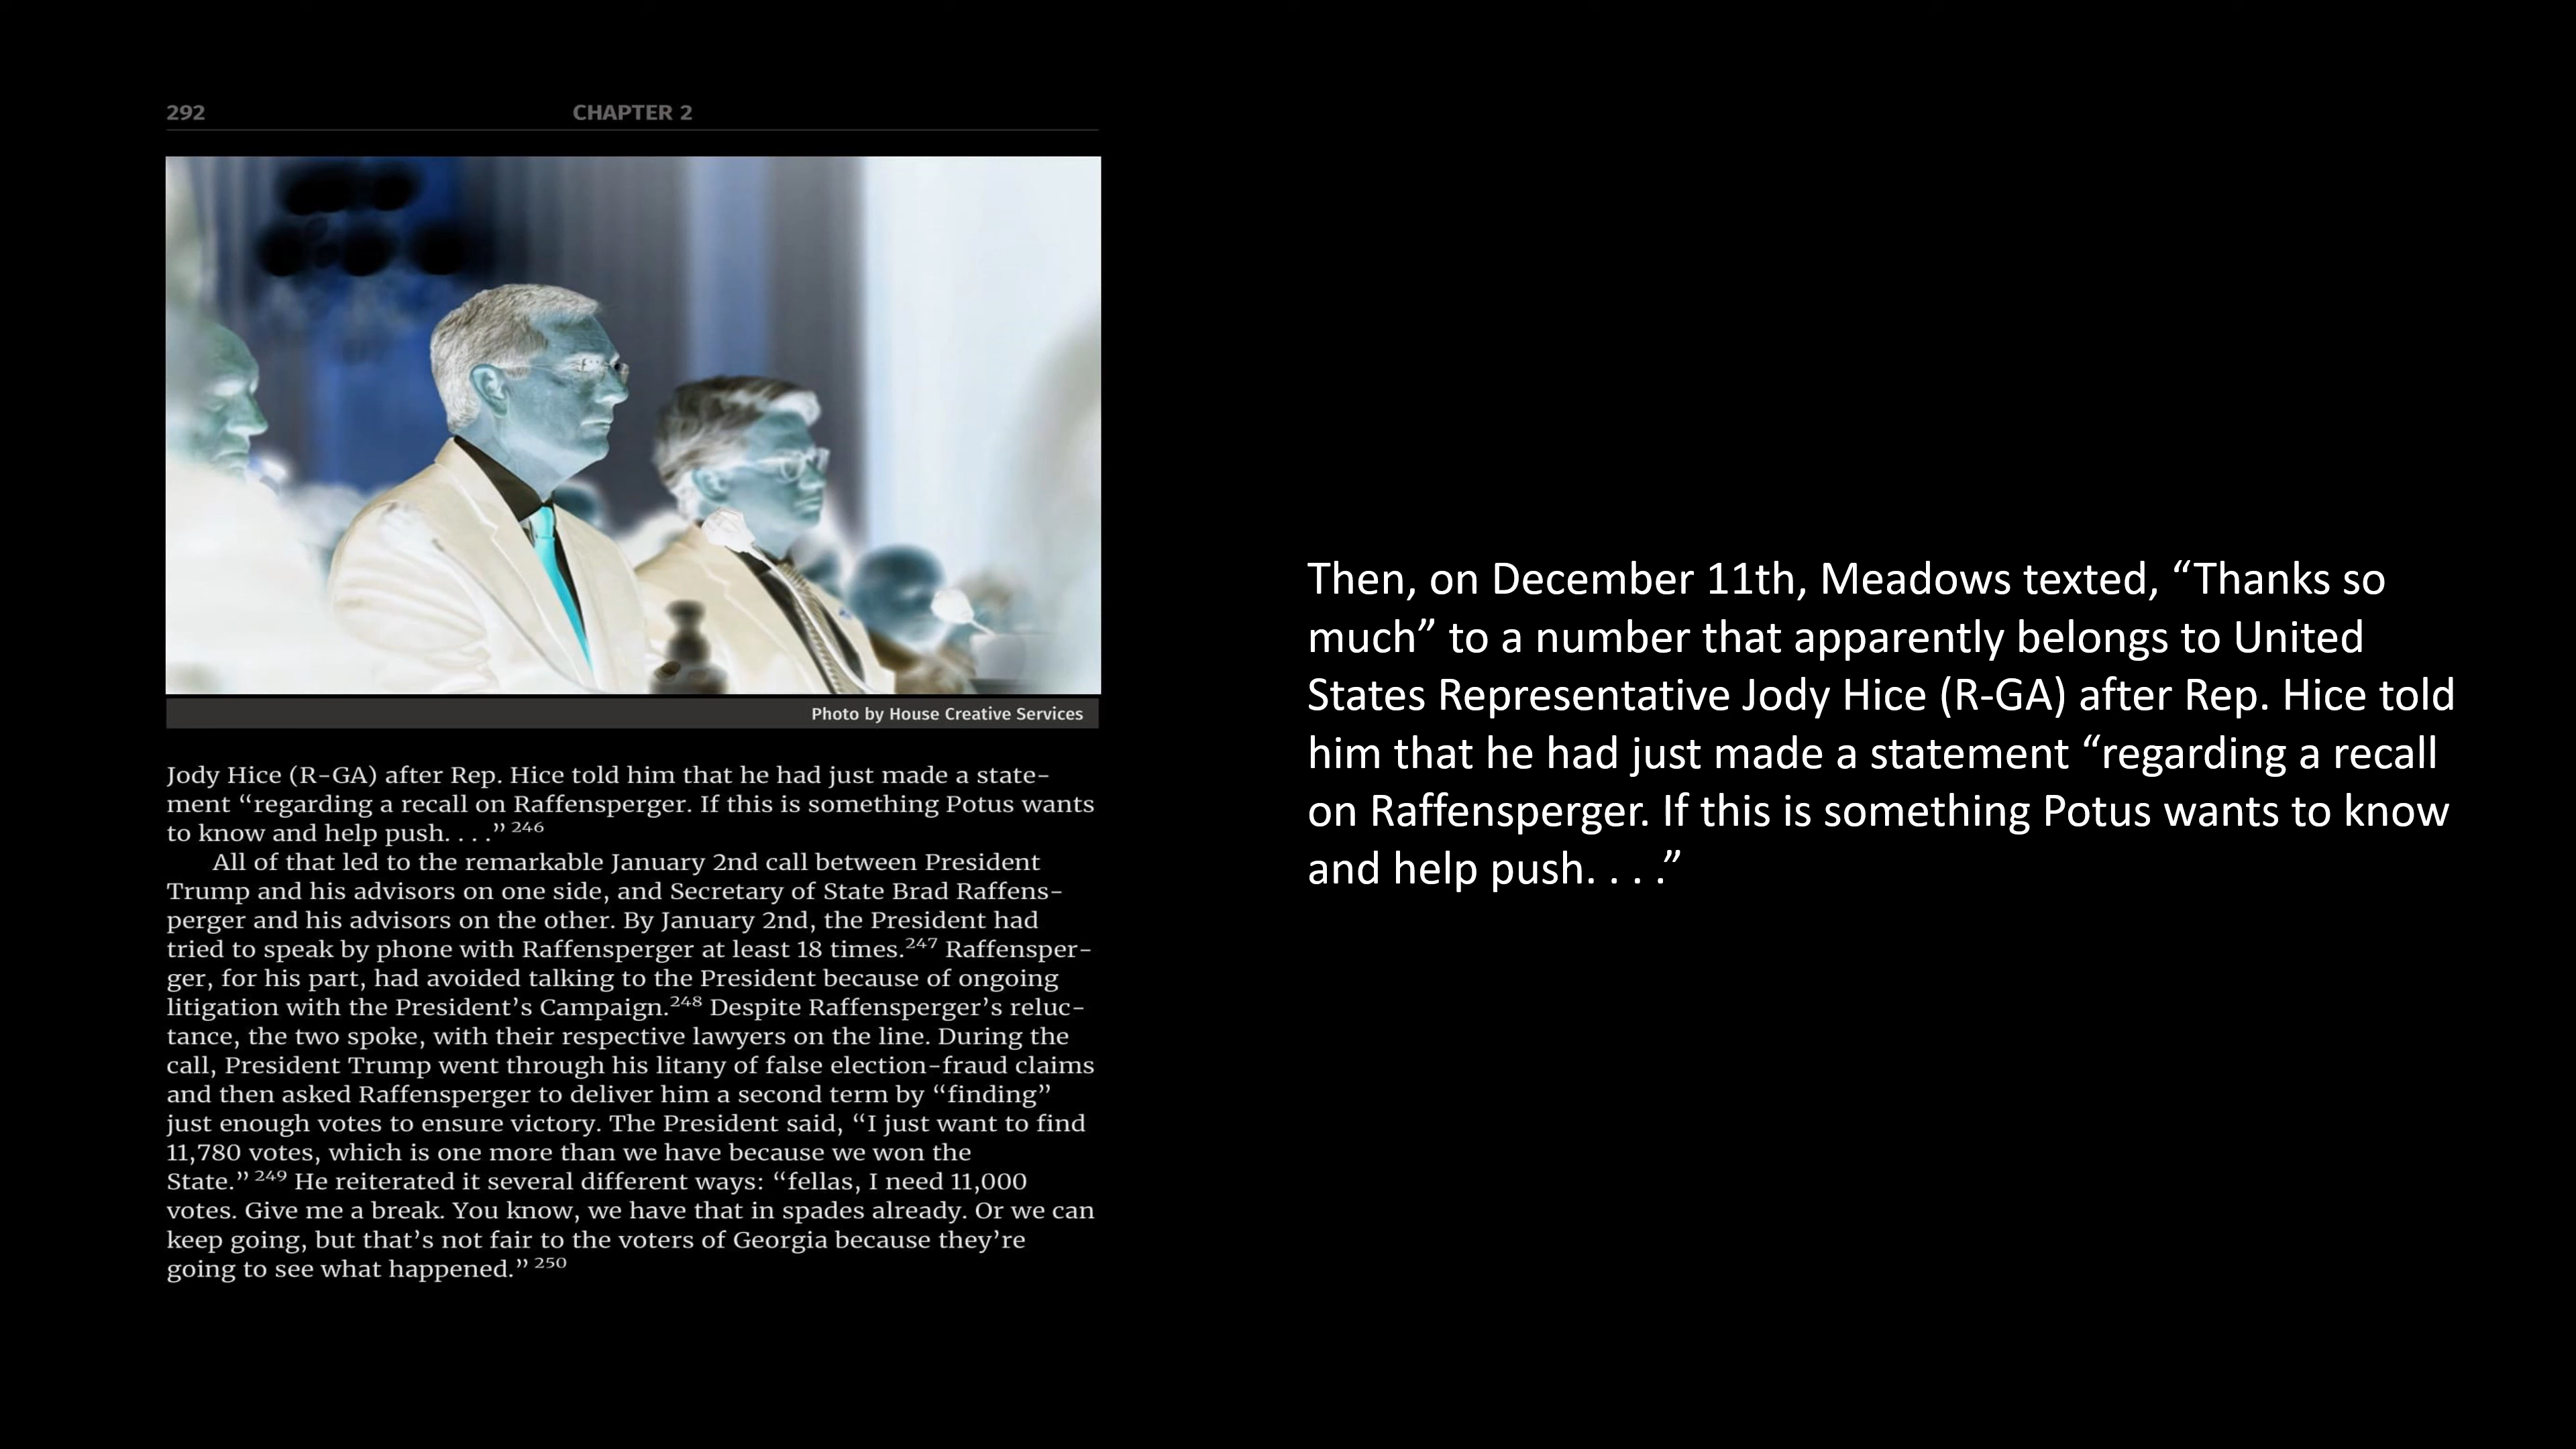 292 CHAPTER 2
Photo by House Creative Services
Jody Hice (R-GA) after Rep. Hice told him that he had just made a state-
ment “regarding a recall on Raffensperger. If this is something Potus wants
to know and help push. . . .” 246
All of that led to the remarkable January 2nd call between President
Trump and his advisors on one side, and Secretary of State Brad Raffens-
perger and his advisors on the other. By January 2nd, the President had
tried to speak by phone with Raffensperger at least 18 times.247 Raffensper-
ger, for his part, had avoided talking to the President because of ongoing
litigation with the President’s Campaign.248 Despite Raffensperger’s reluc-
tance, the two spoke, with their respective lawyers on the line. During the
call, President Trump went through his litany of false election-fraud claims
and then asked Raffensperger to deliver him a second term by “finding”
just enough votes to ensure victory. The President said, “I just want to find
11,780 votes, which is one more than we have because we won the
State.” 249 He reiterated it several different ways: “fellas, I need 11,000
votes. Give me a break. You know, we have that in spades already. Or we can
keep going, but that’s not fair to the voters of Georgia because they’re
going to see what happened.” 250
Then, on December 11th, Meadows texted, “Thanks so
much” to a number that apparently belongs to United
States Representative Jody Hice (R-GA) after Rep. Hice told
him that he had just made a statement “regarding a recall
on Raffensperger. If this is something Potus wants to know
and help push. . . .”